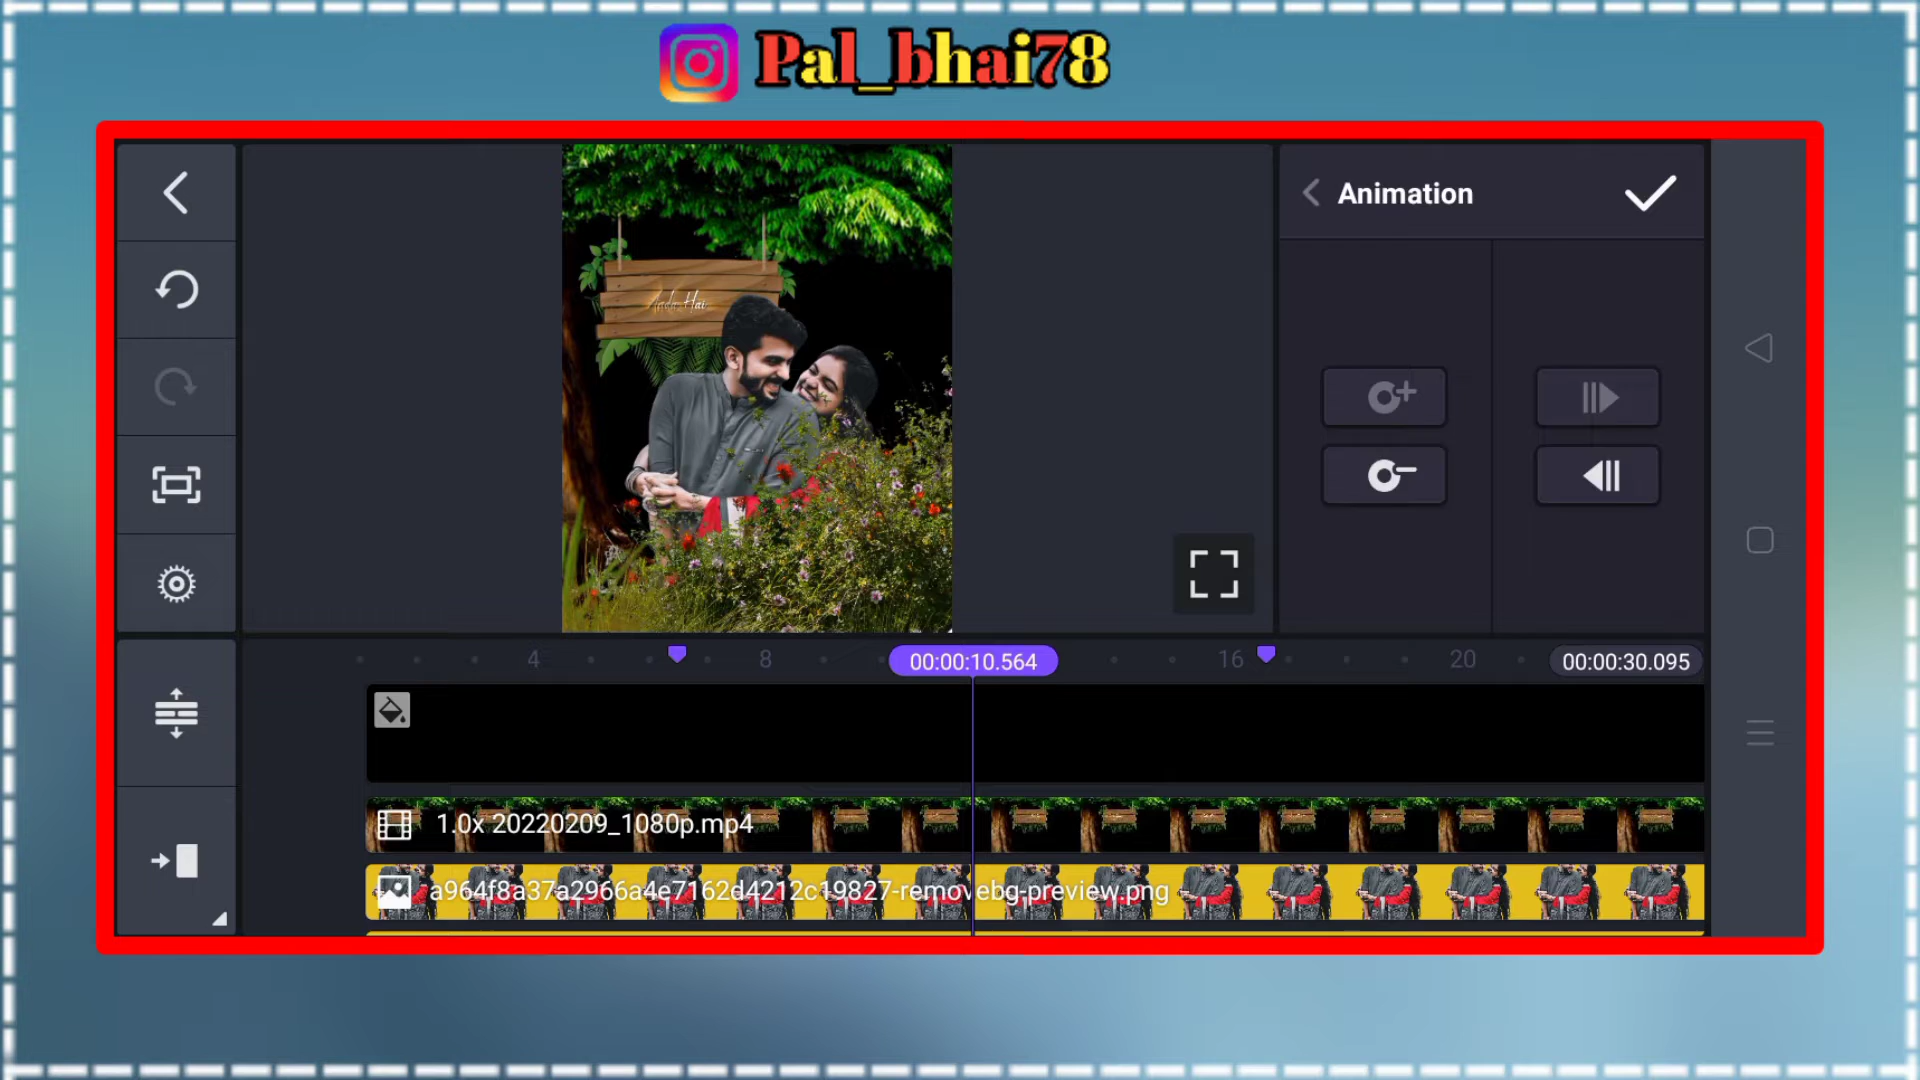 Pal_bhai78
Animation
4
8
00:00:10.564
16
20
00:00:30.095
1.0x 20220209_1080p.mp4
a964f8a37a2966a4e7162d4212c19827-removebg-preview.png
Hai